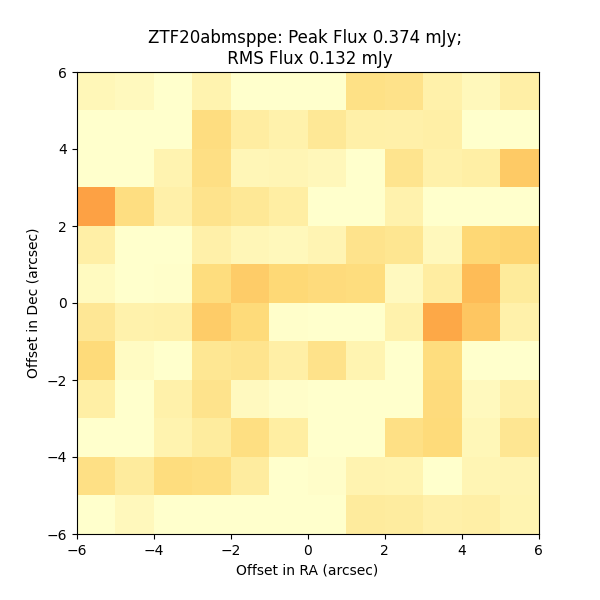 ZTF20abmsppe: Peak Flux 0.374 mJy;
RMS Flux 0.132 mJy
6
4
2
0
−2
−4
−6
Offset in Dec (arcsec)
−6 −4 −2 0 2 4 6
Offset in RA (arcsec)